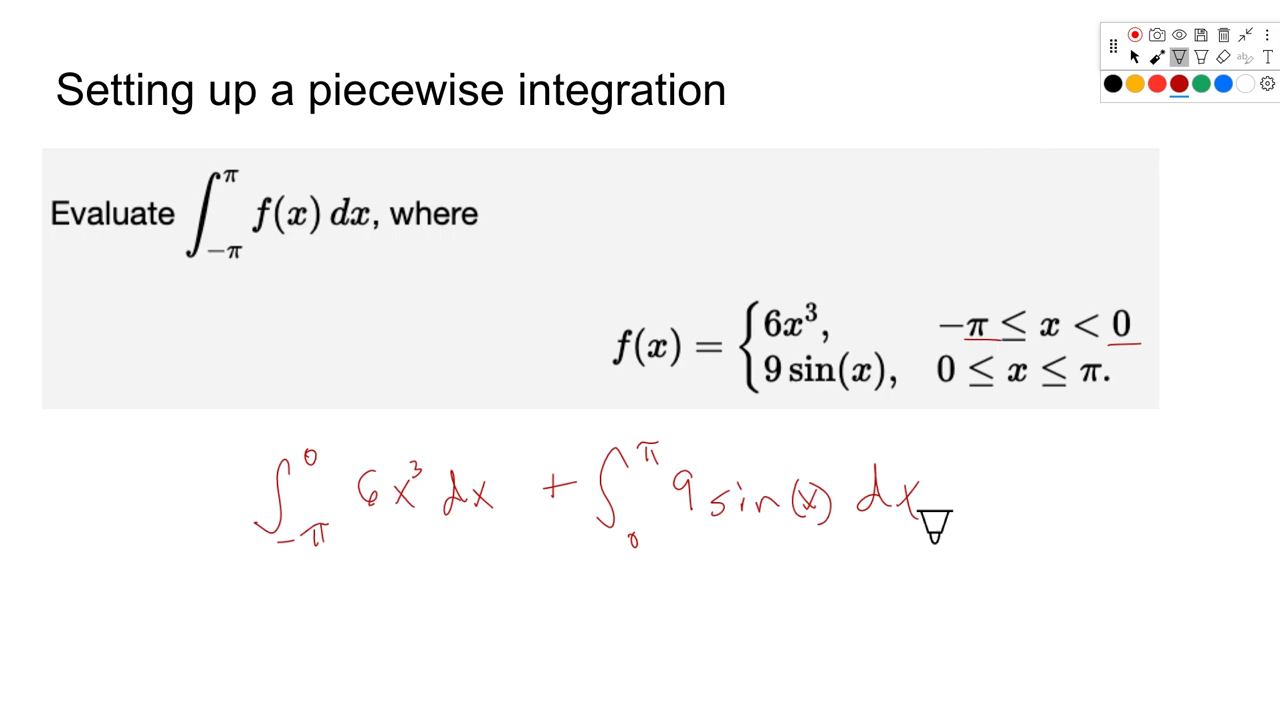 Setting up a piecewise integration
Evaluate ∫_{-π}^{π} f(x) dx, where
f(x) = { 6x³, −π ≤ x < 0
9 sin(x), 0 ≤ x ≤ π.
∫_{-π}^{0} 6x³ dx + ∫_{0}^{π} 9 sin(x) dx